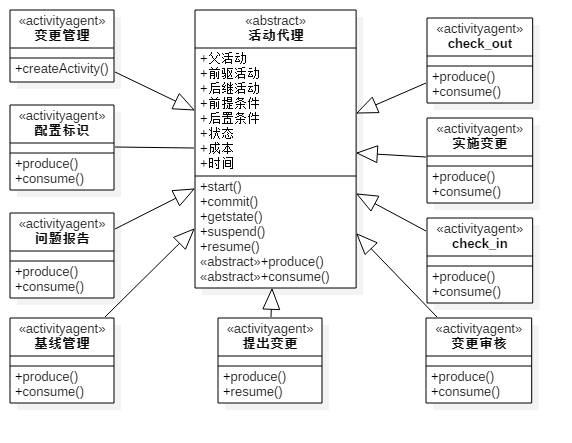 «activityagent»
变更管理
+createActivity()
«activityagent»
配置标识
+produce()
+consume()
«activityagent»
问题报告
+produce()
+consume()
«activityagent»
基线管理
+produce()
+consume()
«abstract»
活动代理
+父活动
+前驱活动
+后继活动
+前提条件
+后置条件
+状态
+成本
+时间
+start()
+commit()
+getstate()
+suspend()
+resume()
«abstract»+produce()
«abstract»+consume()
«activityagent»
提出变更
+produce()
+resume()
«activityagent»
check_out
+produce()
+consume()
«activityagent»
实施变更
+produce()
+consume()
«activityagent»
check_in
+produce()
+consume()
«activityagent»
变更审核
+produce()
+consume()